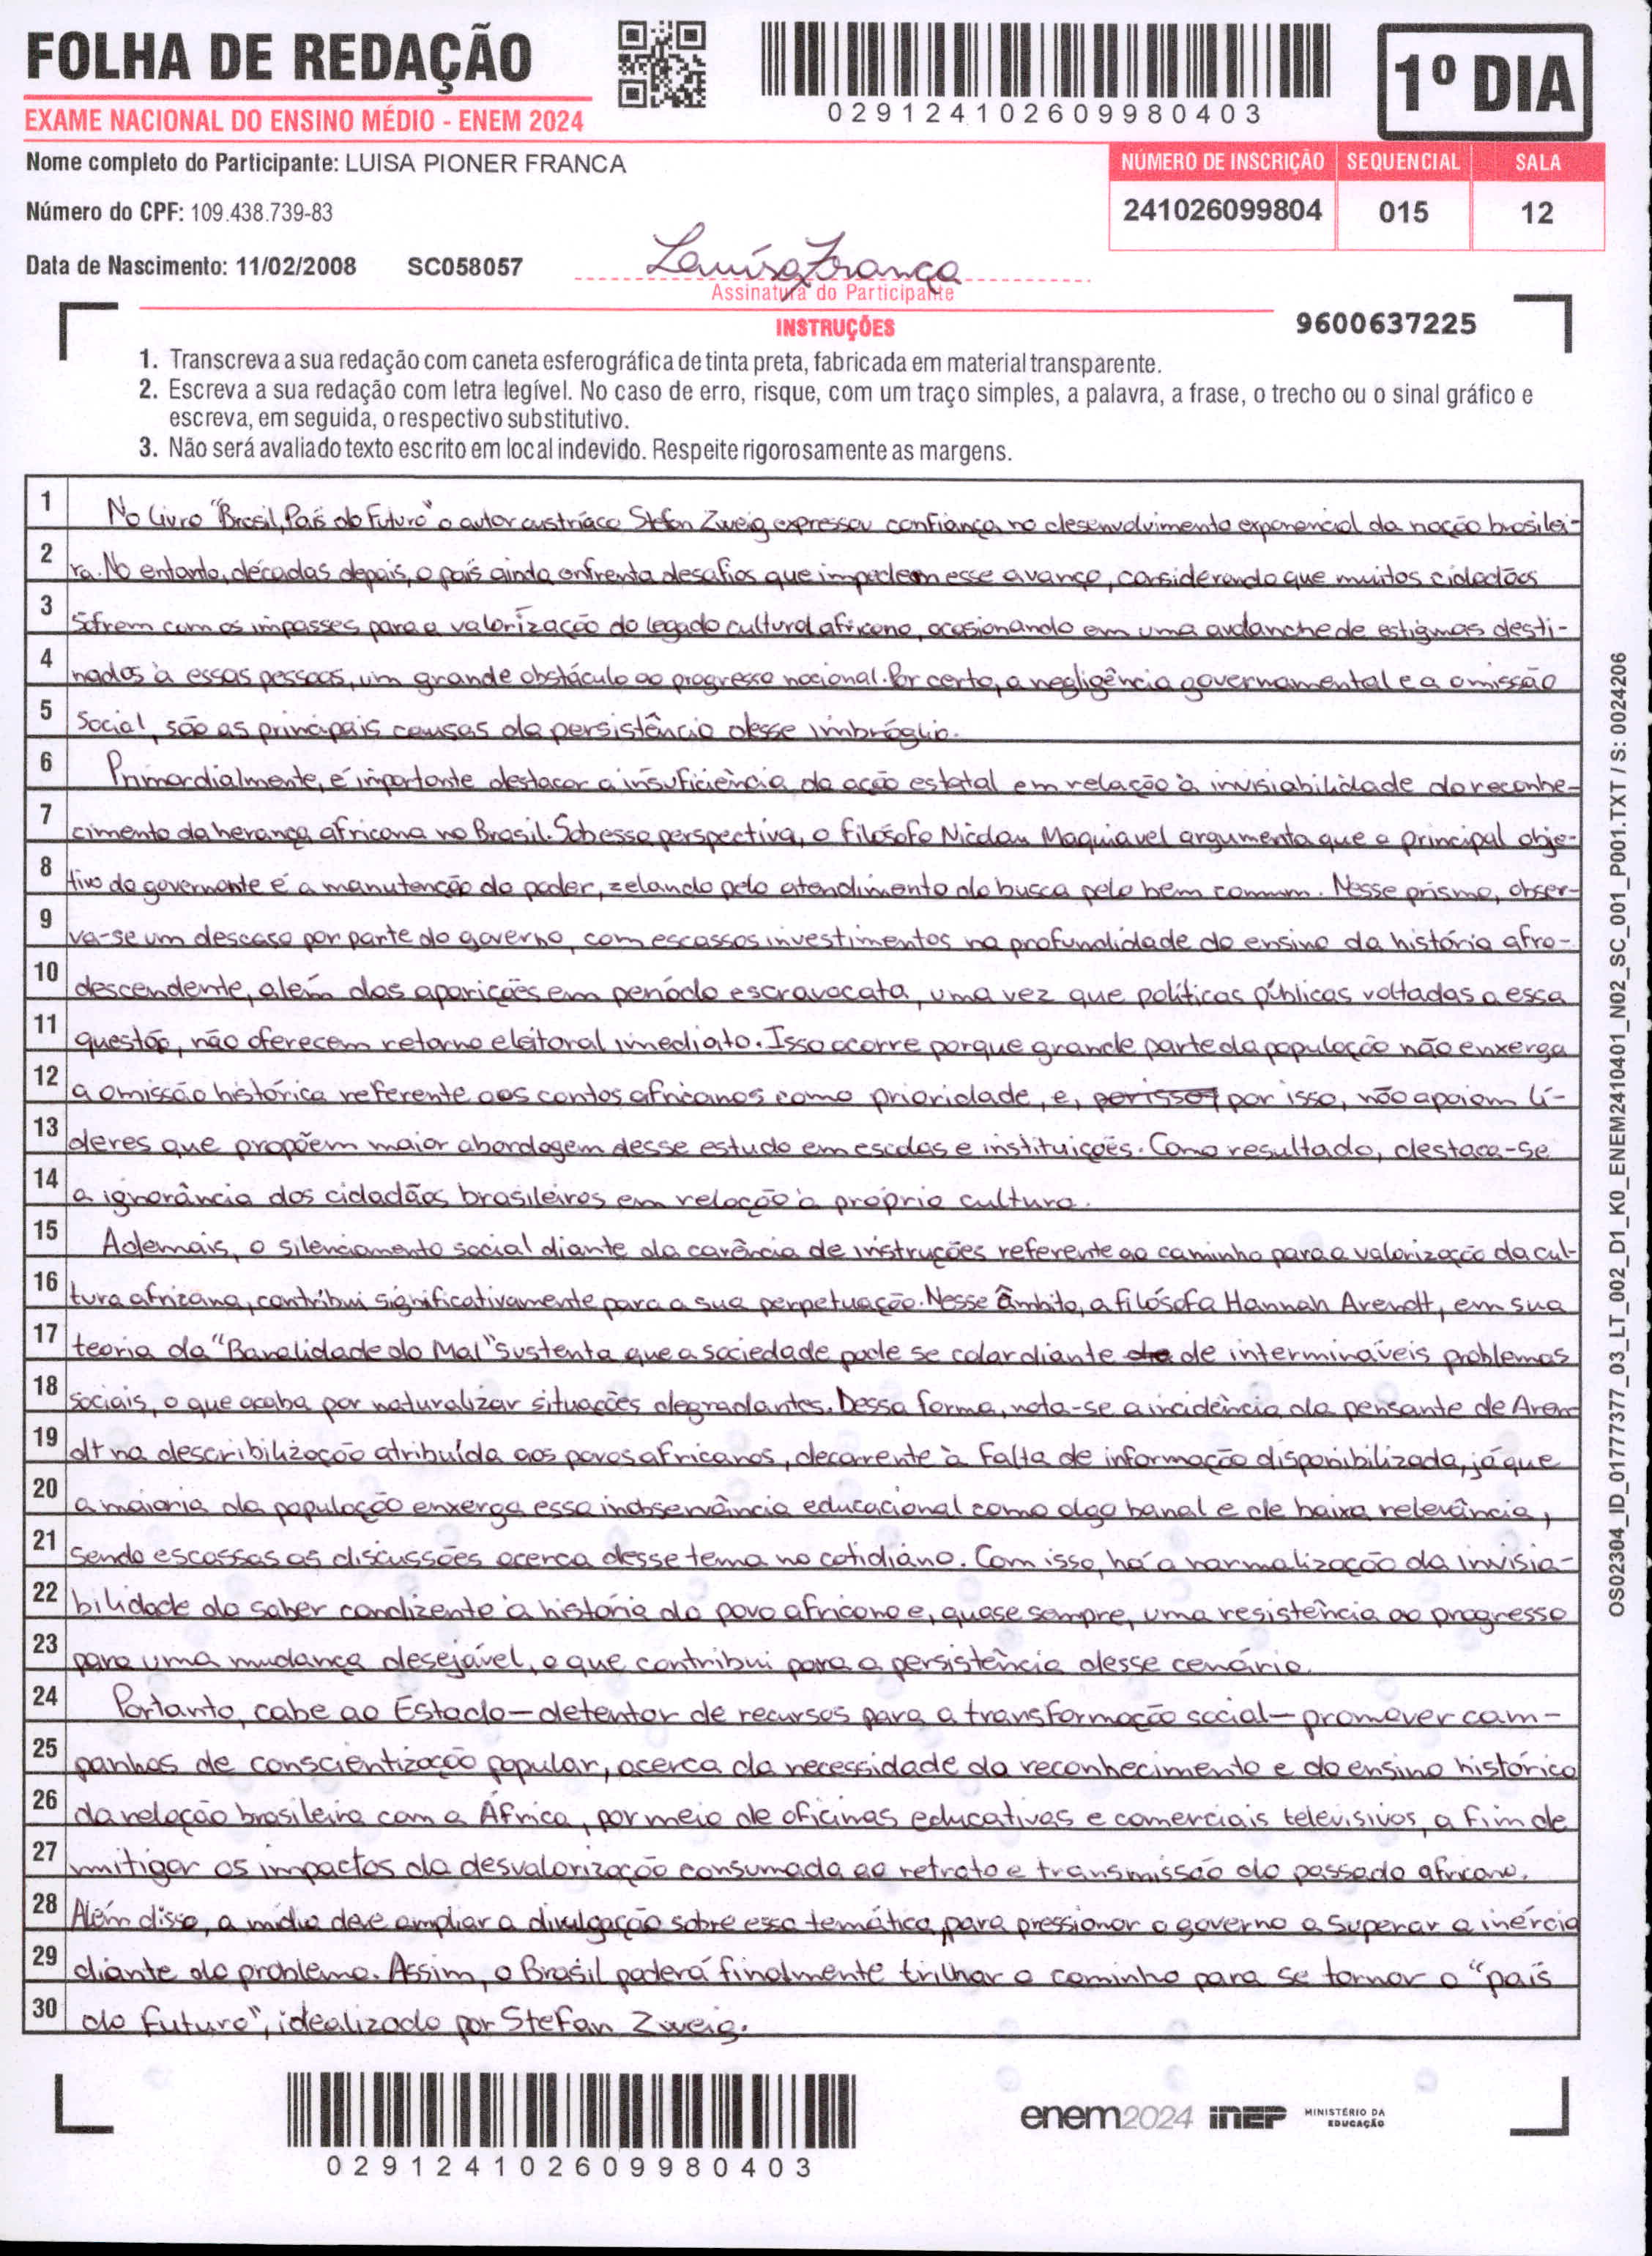 FOLHA DE REDAÇÃO
EXAME NACIONAL DO ENSINO MÉDIO - ENEM 2024
029124102609980403
1º DIA
Nome completo do Participante: LUISA PIONER FRANCA
NÚMERO DE INSCRIÇÃO SEQUENCIAL SALA
Número do CPF: 109.438.739-83
241026099804 015 12
Data de Nascimento: 11/02/2008 SC058057
Luísa França
Assinatura do Participante
INSTRUÇÕES
9600637225
1. Transcreva a sua redação com caneta esferográfica de tinta preta, fabricada em material transparente.
2. Escreva a sua redação com letra legível. No caso de erro, risque, com um traço simples, a palavra, a frase, o trecho ou o sinal gráfico e
escreva, em seguida, o respectivo substitutivo.
3. Não será avaliado texto escrito em local indevido. Respeite rigorosamente as margens.
1 No livro "Brasil, País do Futuro" o autor austríaco Stefan Zweig expressou confiança no desenvolvimento exponencial da nação brasilei-
2 ra. No entanto, décadas depois, o país ainda enfrenta desafios que impedem esse avanço, considerando que muitos cidadãos
3 sofrem com os impasses para a valorização do legado cultural africano, ocasionando em uma avalanche de estigmas desti-
4 nados à essas pessoas, um grande obstáculo ao progresso nacional. Por certo, a negligência governamental e a omissão
5 social, são as principais causas da persistência desse imbróglio.
6 Primordialmente, é importante destacar a insuficiência da ação estatal em relação à invisiabilidade do reconhe-
7 cimento da herança africana no Brasil. Sob essa perspectiva, o filósofo Nicolau Maquiavel argumenta que o principal obje-
8 tivo do governante é a manutenção do poder, zelando pelo atendimento da busca pelo bem comum. Nesse prisma, obser-
9 va-se um descaso por parte do governo, com escassos investimentos na profundidade do ensino da história afro-
10 descendente, além das aparições em período escravocata, uma vez que políticas públicas voltadas a essa
11 questão, não oferecem retorno eleitoral imediato. Isso ocorre porque grande parte da população não enxerga
12 a omissão histórica referente aos contos africanos como prioridade, e, por isso, não apoiam lí-
13 deres que propõem maior abordagem desse estudo em escolas e instituições. Como resultado, destaca-se
14 a ignorância dos cidadãos brasileiros em relação à própria cultura.
15 Ademais, o silenciamento social diante da carência de instruções referente ao caminho para a valorização da cul-
16 tura africana, contribui significativamente para a sua perpetuação. Nesse âmbito, a filósofa Hannah Arendt, em sua
17 teoria da "Banalidade do Mal" sustenta que a sociedade pode se calar diante de intermináveis problemas
18 sociais, o que acaba por naturalizar situações degradantes. Dessa forma, nota-se a incidência do pensante de Aren
19 dt na describilização atribuída aos povos africanos, decorrente à falta de informação disponibilizada, já que
20 a maioria da população enxerga essa inobservância educacional como algo banal e de baixa relevância,
21 sendo escassas as discussões acerca desse tema no cotidiano. Com isso, há a normalização da invisia-
22 bilidade do saber condizente à história do povo africano e, quase sempre, uma resistência ao progresso
23 para uma mudança desejável, o que contribui para a persistência desse cenário.
24 Portanto, cabe ao Estado—detentor de recursos para a transformação social—promover cam-
25 panhas de conscientização popular, acerca da necessidade do reconhecimento e do ensino histórico
26 da relação brasileira com a África, por meio de oficinas educativas e comerciais televisivos, a fim de
27 mitigar os impactos da desvalorização consumada ao retrato e transmissão do passado africano.
28 Além disso, a mídia deve ampliar a divulgação sobre essa temática, para pressionar o governo a superar a inércia
29 diante do problema. Assim, o Brasil poderá finalmente trilhar o caminho para se tornar o "país
30 do Futuro", idealizado por Stefan Zweig.
029124102609980403
enem2024 inep MINISTÉRIO DA EDUCAÇÃO
OS02304_ID_017777377_03_LT_002_D1_K0_ENEM2410401_N02_SC_001_P001.TXT / S: 0024206